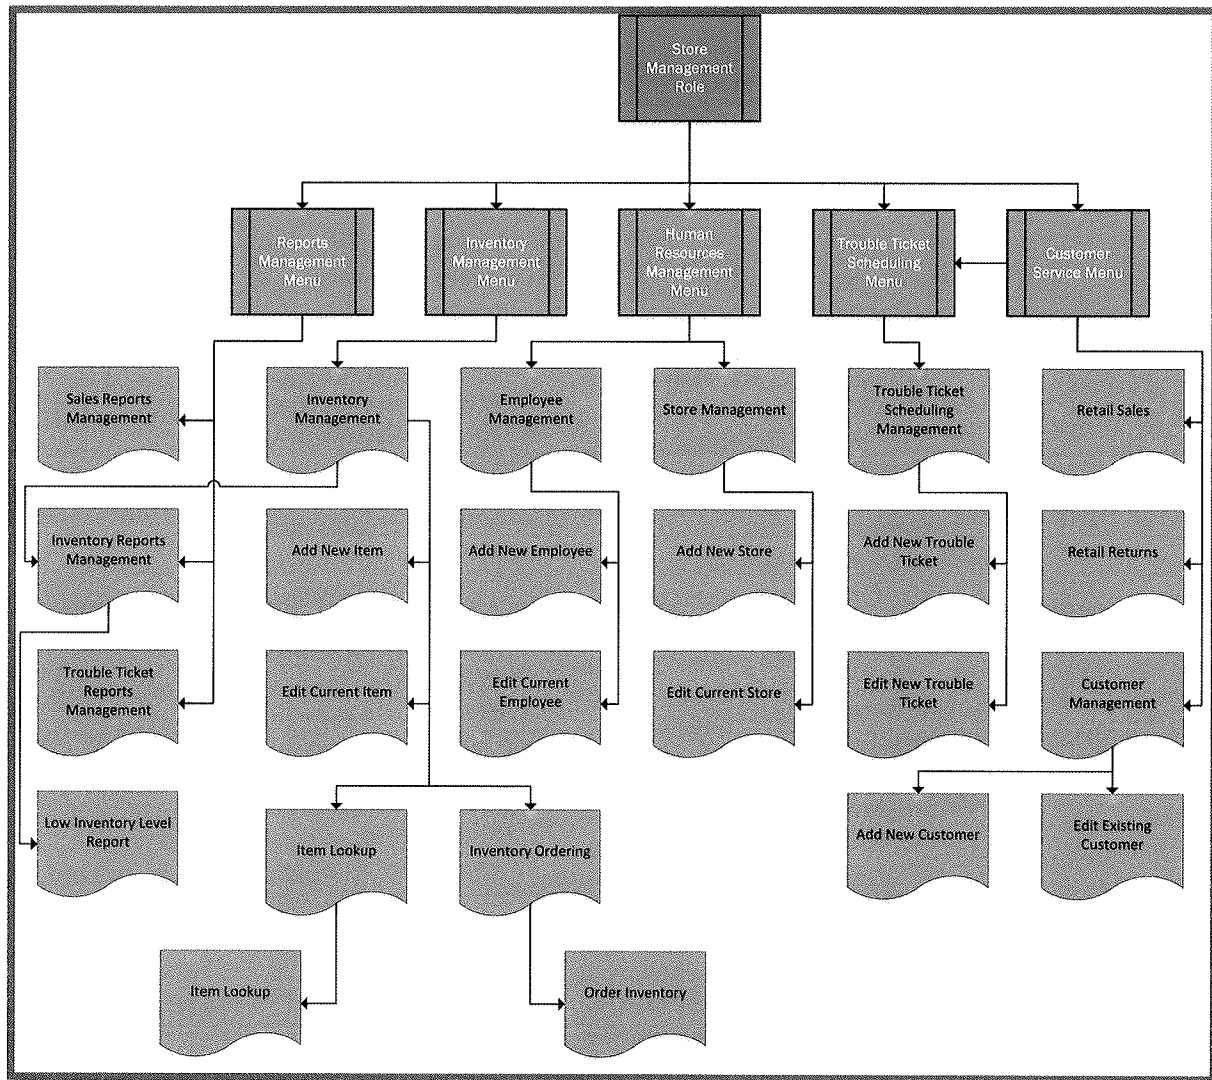 Store
Management
Role
Reports
Management
Menu
Inventory
Management
Menu
Human
Resources
Management
Menu
Trouble Ticket
Scheduling
Menu
Customer
Service Menu
Sales Reports
Management
Inventory
Management
Employee
Management
Store Management
Trouble Ticket
Scheduling
Management
Retail Sales
Inventory Reports
Management
Add New Item
Add New Employee
Add New Store
Add New Trouble
Ticket
Retail Returns
Trouble Ticket
Reports
Management
Edit Current Item
Edit Current
Employee
Edit Current Store
Edit New Trouble
Ticket
Customer
Management
Low Inventory Level
Report
Item Lookup
Inventory Ordering
Add New Customer
Edit Existing
Customer
Item Lookup
Order Inventory